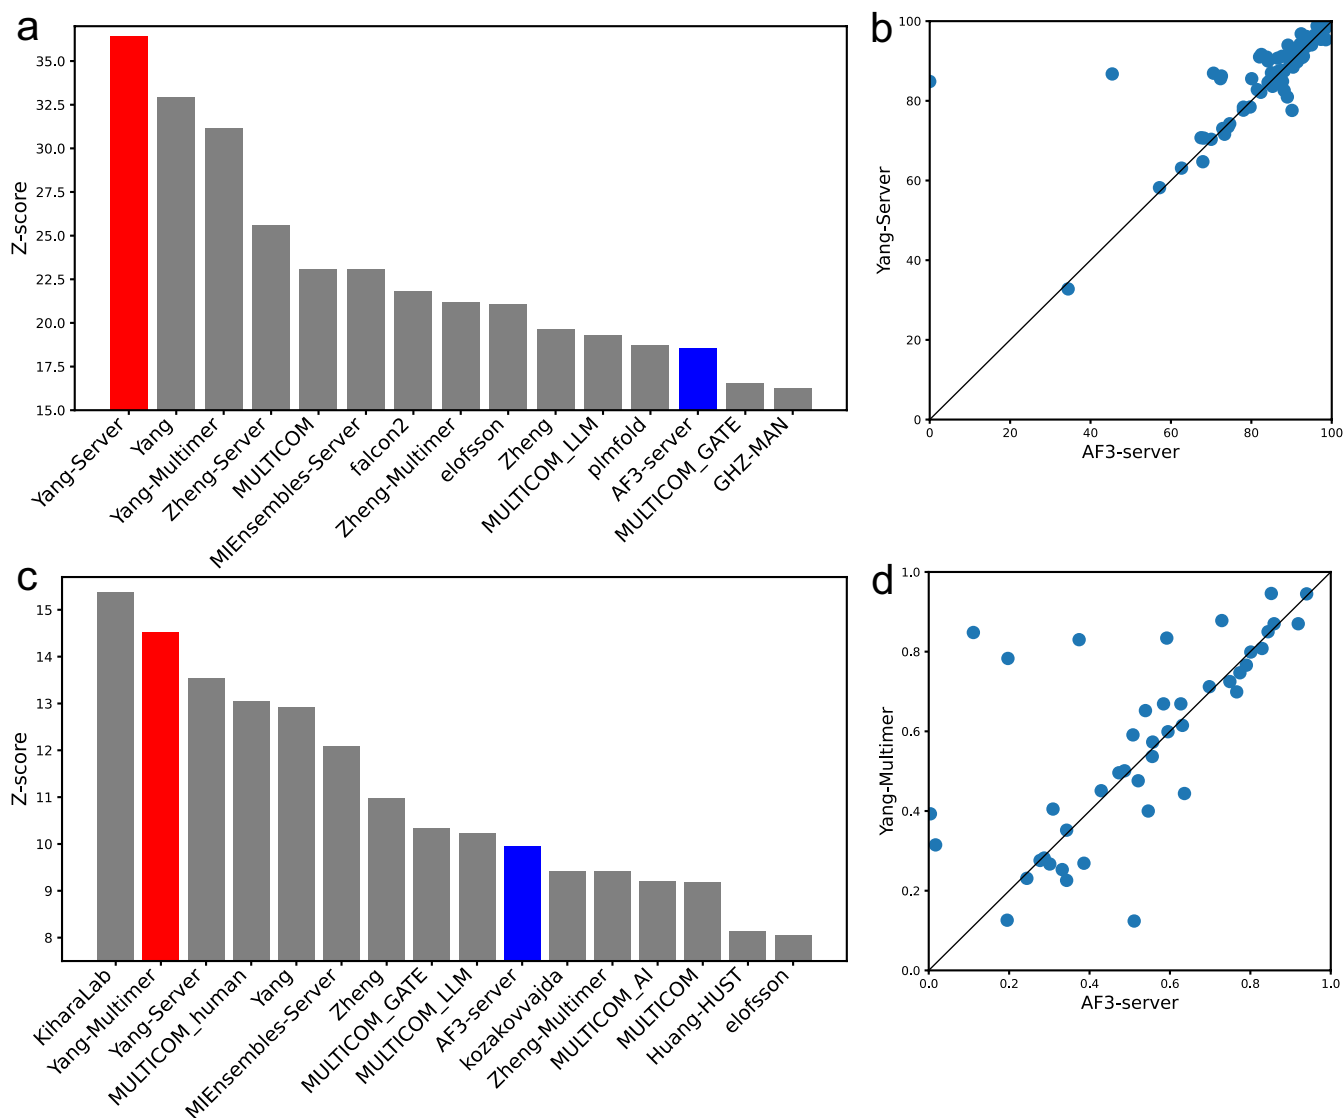 a
Z-score
35.0
32.5
30.0
27.5
25.0
22.5
20.0
17.5
15.0
Yang-Server
Yang
Yang-Multimer
Zheng-Server
MULTICOM
MIEnsembles-Server
falcon2
Zheng-Multimer
elofsson
Zheng
MULTICOM_LLM
plmfold
AF3-server
MULTICOM_GATE
GHZ-MAN
b
Yang-Server
100
80
60
40
20
0
0 20 40 60 80 100
AF3-server
c
Z-score
15
14
13
12
11
10
9
8
KiharaLab
Yang-Multimer
Yang-Server
MULTICOM_human
Yang
MIEnsembles-Server
Zheng
MULTICOM_GATE
MULTICOM_LLM
AF3-server
kozakovvajda
Zheng-Multimer
MULTICOM_AI
MULTICOM
Huang-HUST
elofsson
d
Yang-Multimer
1.0
0.8
0.6
0.4
0.2
0.0
0.0 0.2 0.4 0.6 0.8 1.0
AF3-server